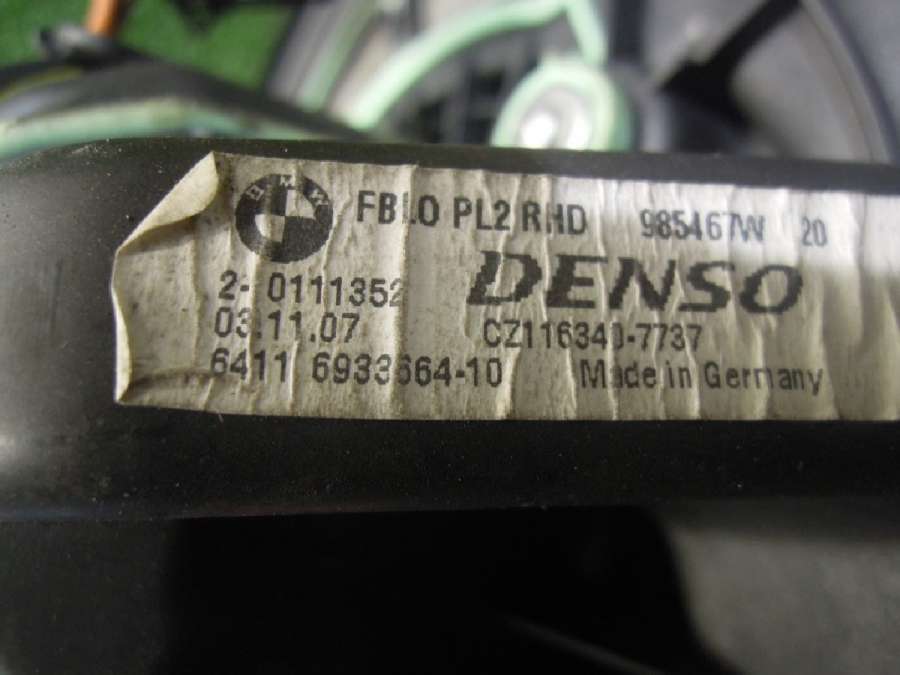 BMW FBLO PL2 RHD 985467W 20
2- 0111352 DENSO
03.11.07 CZ116340-7737
6411 6933664-10 Made in Germany